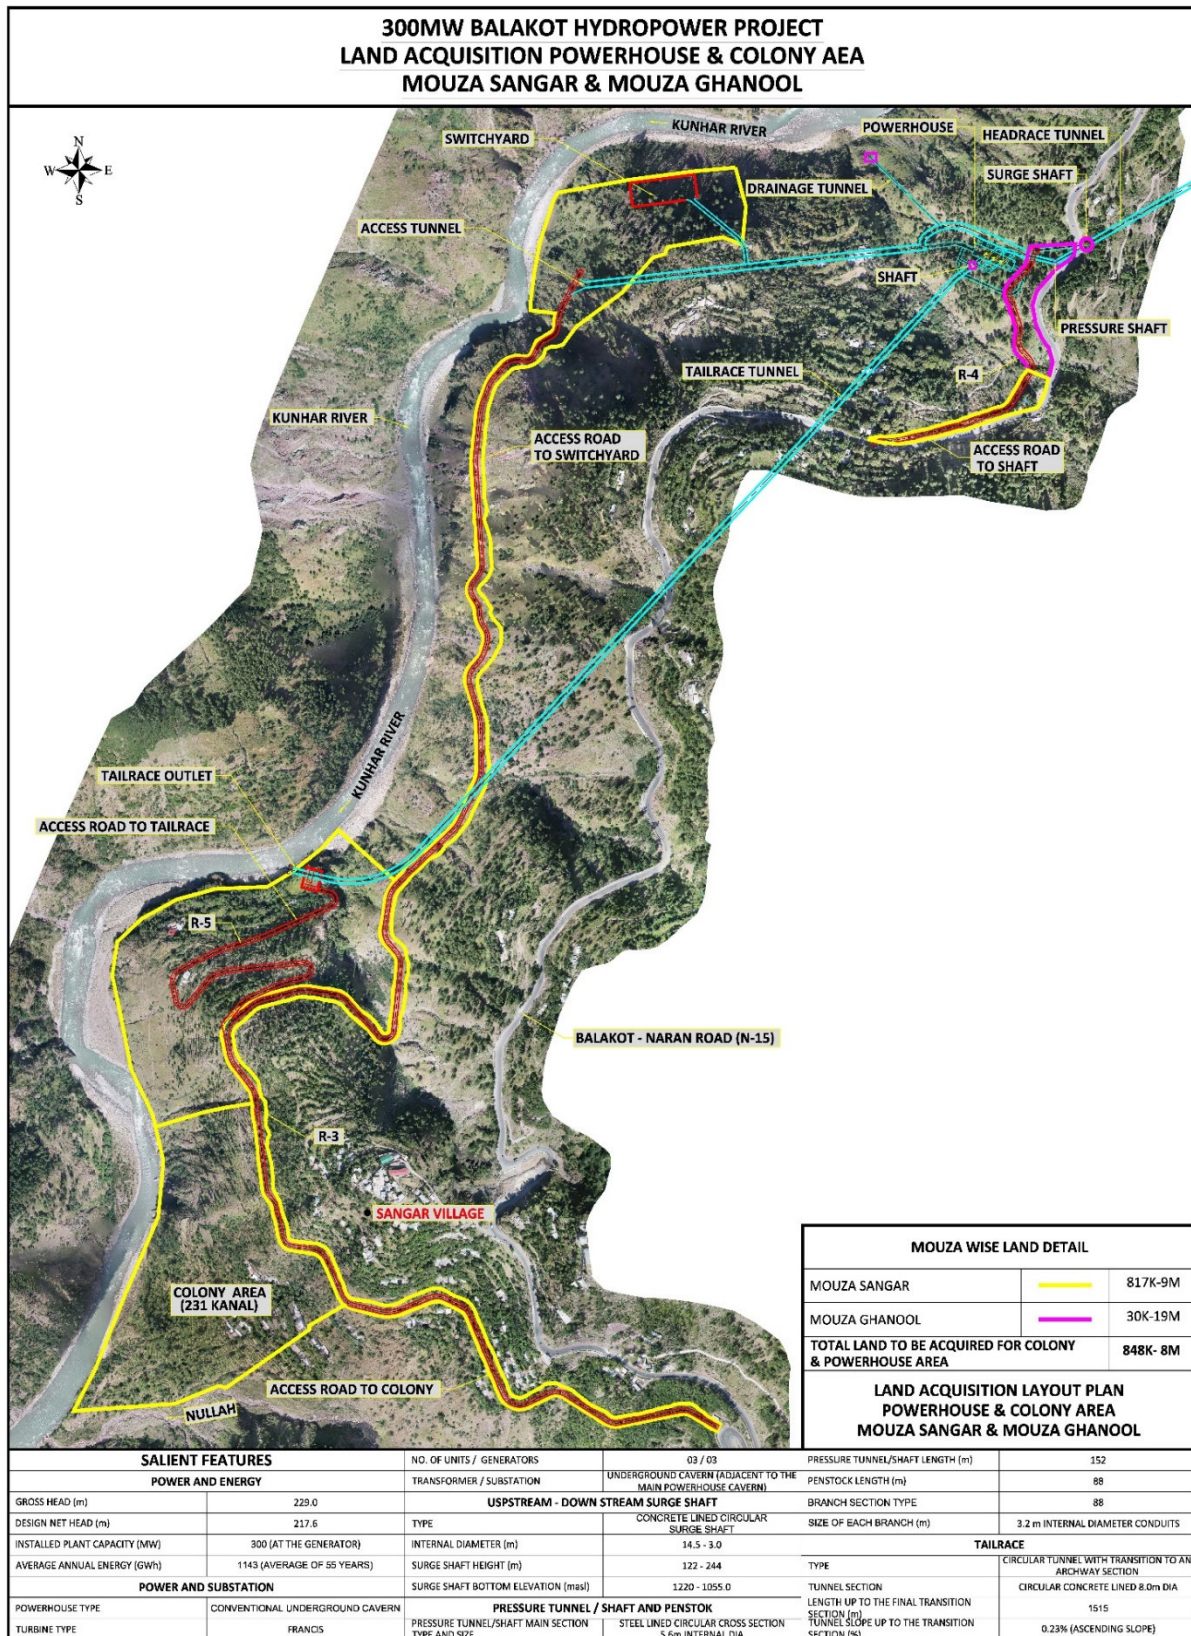 300MW BALAKOT HYDROPOWER PROJECT
LAND ACQUISITION POWERHOUSE & COLONY AEA
MOUZA SANGAR & MOUZA GHANOOL
N
W E
S
KUNHAR RIVER
SWITCHYARD
POWERHOUSE
HEADRACE TUNNEL
SURGE SHAFT
DRAINAGE TUNNEL
ACCESS TUNNEL
SHAFT
PRESSURE SHAFT
TAILRACE TUNNEL
R-4
KUNHAR RIVER
ACCESS ROAD
TO SWITCHYARD
ACCESS ROAD
TO SHAFT
KUNHAR RIVER
TAILRACE OUTLET
ACCESS ROAD TO TAILRACE
R-5
BALAKOT - NARAN ROAD (N-15)
R-3
SANGAR VILLAGE
COLONY AREA
(231 KANAL)
ACCESS ROAD TO COLONY
NULLAH
MOUZA WISE LAND DETAIL
MOUZA SANGAR 817K-9M
MOUZA GHANOOL 30K-19M
TOTAL LAND TO BE ACQUIRED FOR COLONY
& POWERHOUSE AREA 848K- 8M
LAND ACQUISITION LAYOUT PLAN
POWERHOUSE & COLONY AREA
MOUZA SANGAR & MOUZA GHANOOL
SALIENT FEATURES
POWER AND ENERGY
GROSS HEAD (m) 229.0
DESIGN NET HEAD (m) 217.6
INSTALLED PLANT CAPACITY (MW) 300 (AT THE GENERATOR)
AVERAGE ANNUAL ENERGY (GWh) 1143 (AVERAGE OF 55 YEARS)
POWER AND SUBSTATION
POWERHOUSE TYPE CONVENTIONAL UNDERGROUND CAVERN
TURBINE TYPE FRANCIS
NO. OF UNITS / GENERATORS 03 / 03
TRANSFORMER / SUBSTATION UNDERGROUND CAVERN (ADJACENT TO THE
MAIN POWERHOUSE CAVERN)
USPSTREAM - DOWN STREAM SURGE SHAFT
TYPE CONCRETE LINED CIRCULAR
SURGE SHAFT
INTERNAL DIAMETER (m) 14.5 - 3.0
SURGE SHAFT HEIGHT (m) 122 - 244
SURGE SHAFT BOTTOM ELEVATION (masl) 1220 - 1055.0
PRESSURE TUNNEL / SHAFT AND PENSTOK
PRESSURE TUNNEL/SHAFT MAIN SECTION STEEL LINED CIRCULAR CROSS SECTION
TYPE AND SIZE 5.6m INTERNAL DIA
PRESSURE TUNNEL/SHAFT LENGTH (m) 152
PENSTOCK LENGTH (m) 88
BRANCH SECTION TYPE 88
SIZE OF EACH BRANCH (m) 3.2 m INTERNAL DIAMETER CONDUITS
TAILRACE
TYPE CIRCULAR TUNNEL WITH TRANSITION TO AN
ARCHWAY SECTION
TUNNEL SECTION CIRCULAR CONCRETE LINED 8.0m DIA
LENGTH UP TO THE FINAL TRANSITION
SECTION (m) 1515
TUNNEL SLOPE UP TO THE TRANSITION
SECTION (%) 0.23% (ASCENDING SLOPE)